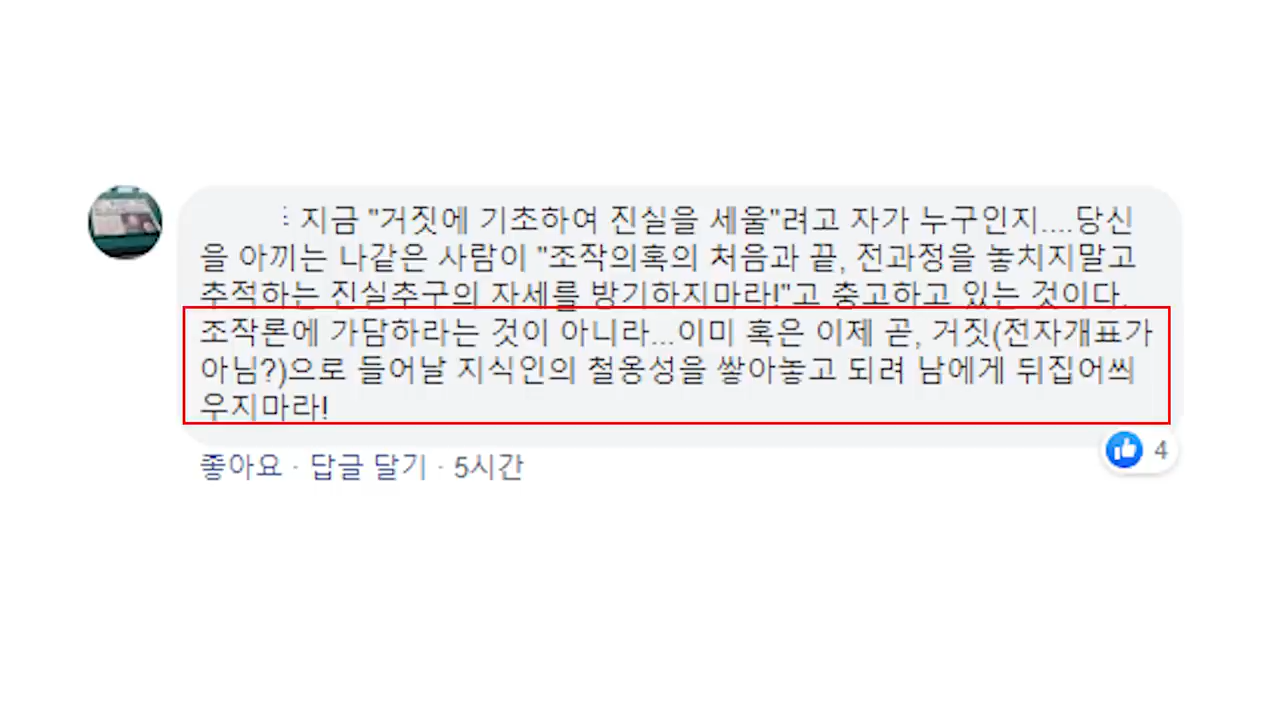 : 지금 "거짓에 기초하여 진실을 세울"려고 자가 누구인지....당신
을 아끼는 나같은 사람이 "조작의혹의 처음과 끝, 전과정을 놓치지말고
추적하는 진실추구의 자세를 방기하지마라!"고 충고하고 있는 것이다.
조작론에 가담하라는 것이 아니라...이미 혹은 이제 곧, 거짓(전자개표가
아님?)으로 들어날 지식인의 철옹성을 쌓아놓고 되려 남에게 뒤집어씌
우지마라!
좋아요 · 답글 달기 · 5시간
4